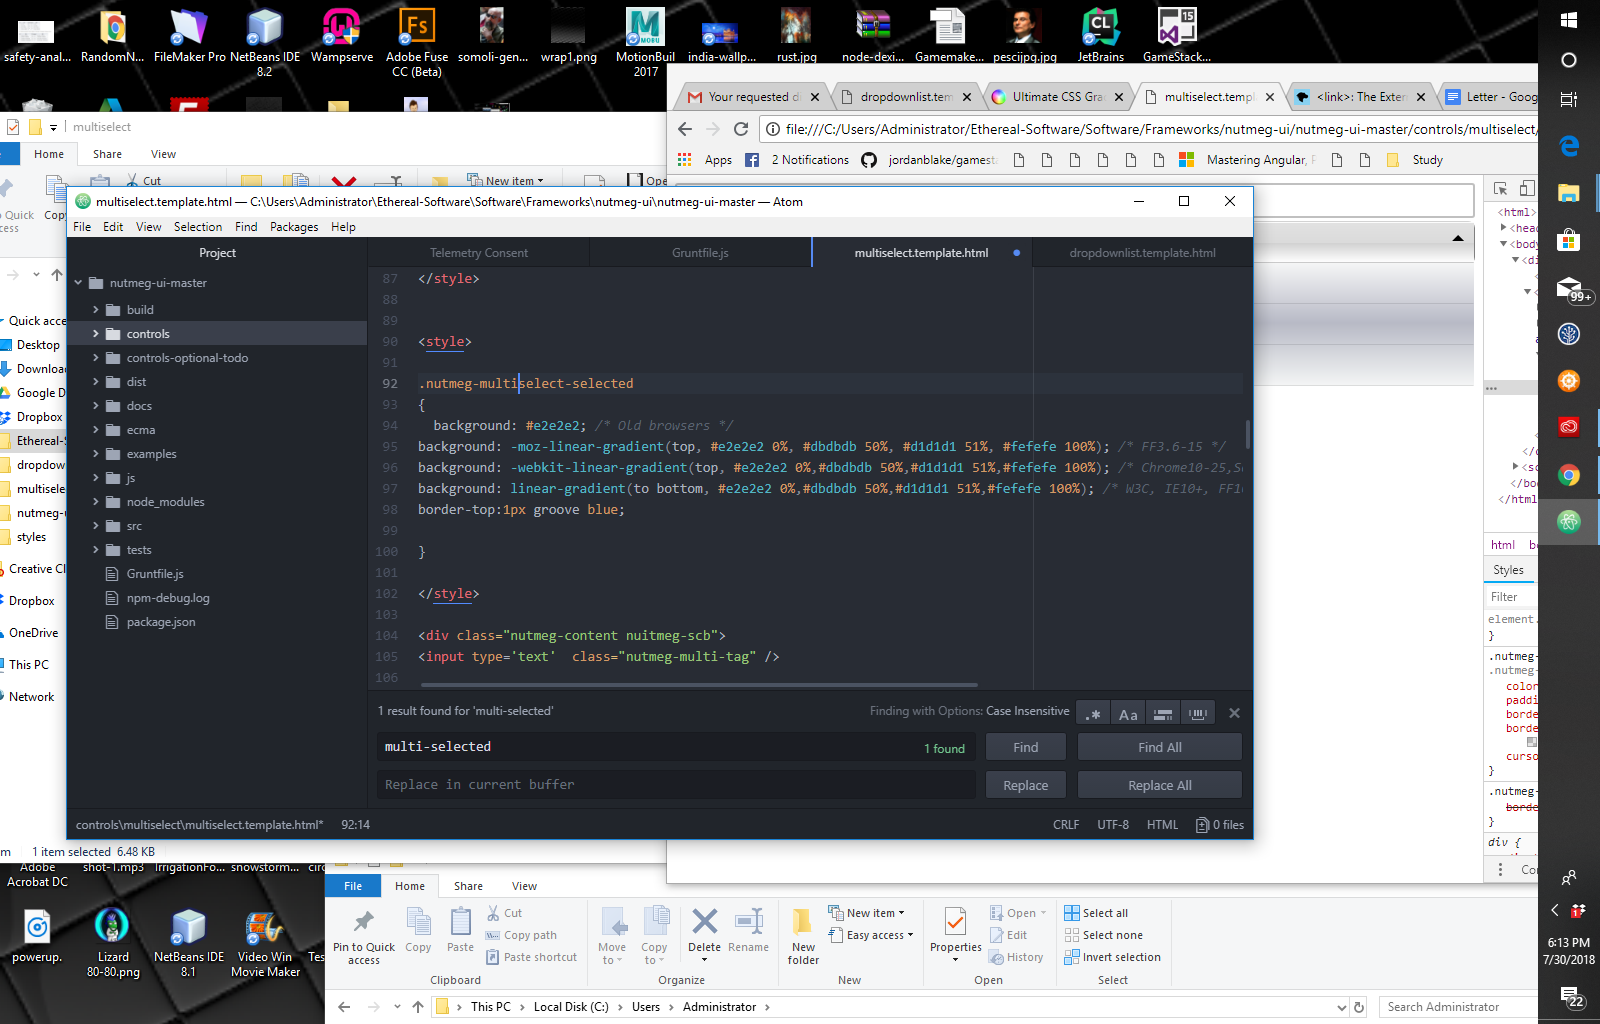 safety-anal...
RandomN...
FileMaker Pro
NetBeans IDE
8.2
Wampserve
Adobe Fuse
CC (Beta)
somoli-gen...
wrap1.png
MotionBuil
2017
india-wallp...
rust.jpg
node-dexi...
Gamemake...
pescijpg.jpg
JetBrains
GameStack...
multiselect
Home
Share
View
Cut
New item
Your requested d
dropdownlist.tem
Ultimate CSS Gra
multiselect.templ
<link>: The Exter
Letter - Goog
file:///C:/Users/Administrator/Ethereal-Software/Software/Frameworks/nutmeg-ui/nutmeg-ui-master/controls/multiselect/
Apps
2 Notifications
jordanblake/gamest
Mastering Angular,
Study
multiselect.template.html — C:\Users\Administrator\Ethereal-Software\Software\Frameworks\nutmeg-ui\nutmeg-ui-master — Atom
File Edit View Selection Find Packages Help
Project
Telemetry Consent
Gruntfile.js
multiselect.template.html
dropdownlist.template.html
nutmeg-ui-master
build
controls
controls-optional-todo
dist
docs
ecma
examples
js
node_modules
src
tests
Gruntfile.js
npm-debug.log
package.json
87 </style>
88
89
90 <style>
91
92 .nutmeg-multiselect-selected
93 {
94 background: #e2e2e2; /* Old browsers */
95 background: -moz-linear-gradient(top, #e2e2e2 0%, #dbdbdb 50%, #d1d1d1 51%, #fefefe 100%); /* FF3.6-15 */
96 background: -webkit-linear-gradient(top, #e2e2e2 0%,#dbdbdb 50%,#d1d1d1 51%,#fefefe 100%); /* Chrome10-25,Sa
97 background: linear-gradient(to bottom, #e2e2e2 0%,#dbdbdb 50%,#d1d1d1 51%,#fefefe 100%); /* W3C, IE10+, FF16
98 border-top:1px groove blue;
99
100 }
101
102 </style>
103
104 <div class="nutmeg-content nuitmeg-scb">
105 <input type='text' class="nutmeg-multi-tag" />
106
1 result found for 'multi-selected'
Finding with Options: Case Insensitive
.* Aa
multi-selected
1 found
Find
Find All
Replace in current buffer
Replace
Replace All
controls\multiselect\multiselect.template.html*
92:14
CRLF
UTF-8
HTML
0 files
Quick acce
Desktop
Downloa
Google D
Dropbox
Ethereal-S
dropdow
multisele
nutmeg-u
styles
Creative Cl
Dropbox
OneDrive
This PC
Network
1 item selected 6.48 KB
<html>
<head
<body
<di
</bod
</html
html
Styles
Filter
element.
}
.nutmeg-
.nutmeg-
color
paddi
borde
borde
curso
}
.nutmeg-
borde
}
div {
Adobe
Acrobat DC
shot-1.mp3
IrrigationFo...
snowstorm...
powerup.
Lizard
80-80.png
NetBeans IDE
8.1
Video Win
Movie Maker
File
Home
Share
View
Pin to Quick
access
Copy
Paste
Cut
Copy path
Paste shortcut
Clipboard
Move
to
Copy
to
Delete
Rename
Organize
New
folder
New item
Easy access
New
Properties
Open
Edit
History
Open
Select all
Select none
Invert selection
Select
This PC > Local Disk (C:) > Users > Administrator >
Search Administrator
99+
6:13 PM
7/30/2018
22